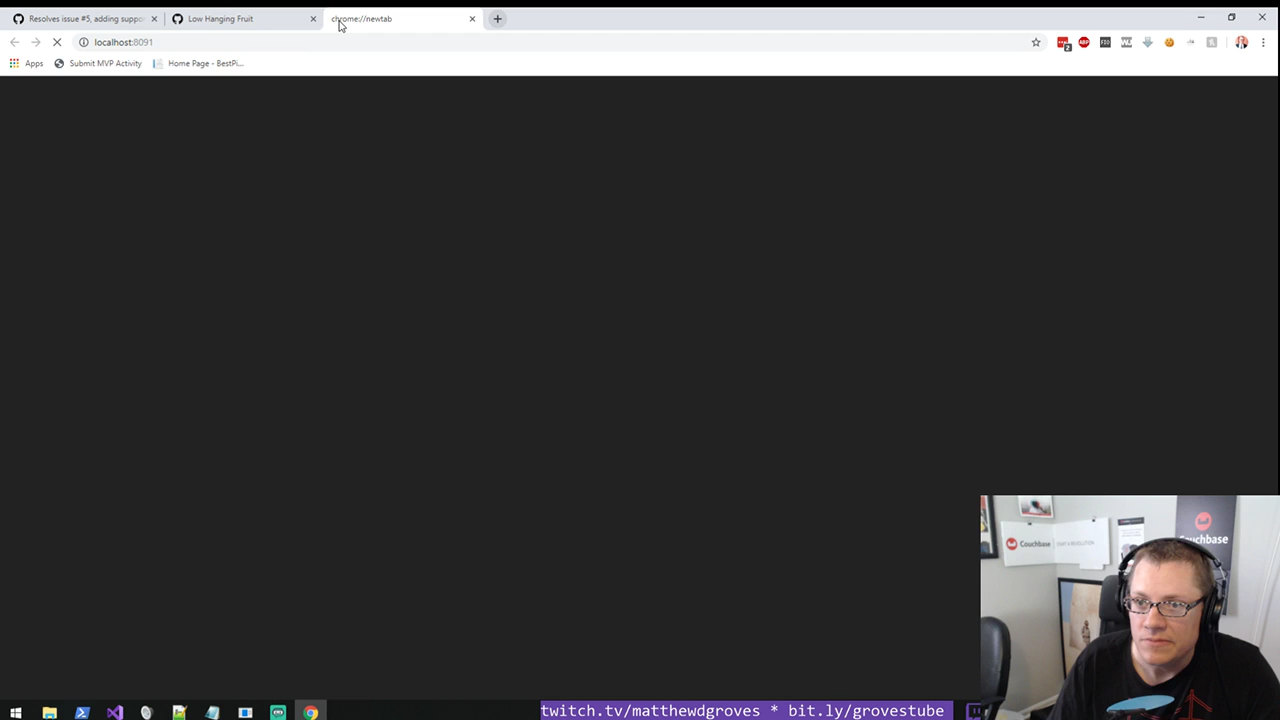 Resolves issue #5, adding suppo
Low Hanging Fruit
chrome://newtab
localhost:8091
2
Apps
Submit MVP Activity
Home Page - BestPi...
Couchbase
Couchbase
twitch.tv/matthewdgroves * bit.ly/grovestube